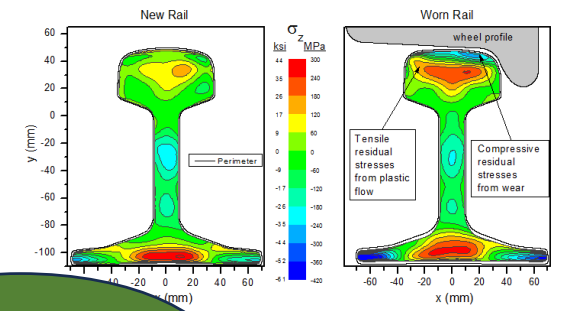 New Rail
σz
Worn Rail
ksi MPa
wheel profile
60
40
20
0
-20
-40
-60
-80
-100
y (mm)
Perimeter
44 300
35 240
26 180
17 120
9 60
0 0
-9 -60
-17 -120
-26 -180
-35 -240
-44 -300
-52 -360
-61 -420
Tensile
residual
stresses
from plastic
flow
Compressive
residual
stresses
from wear
-20 0 20 40 60
(mm)
-60 -40 -20 0 20 40 60
x (mm)